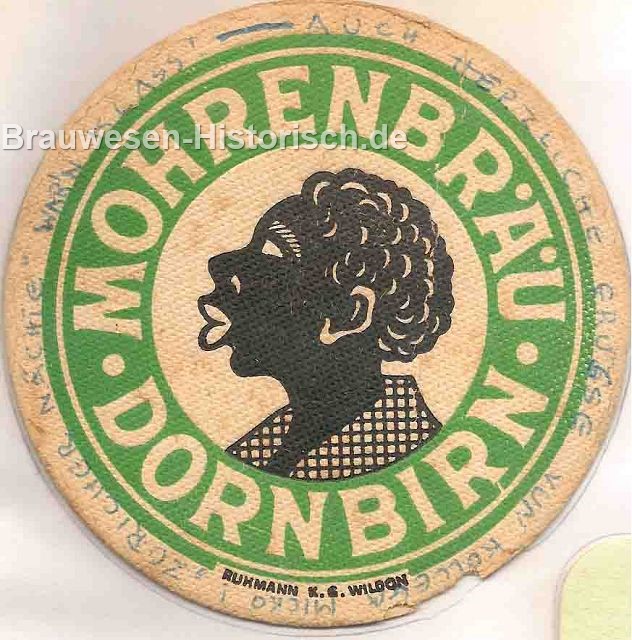 MOHRENBRÄU
DORNBIRN
RUHMANN K. G. WILDON
Brauwesen-Historisch.de
AUCH HERZLICHE GRÜSSE